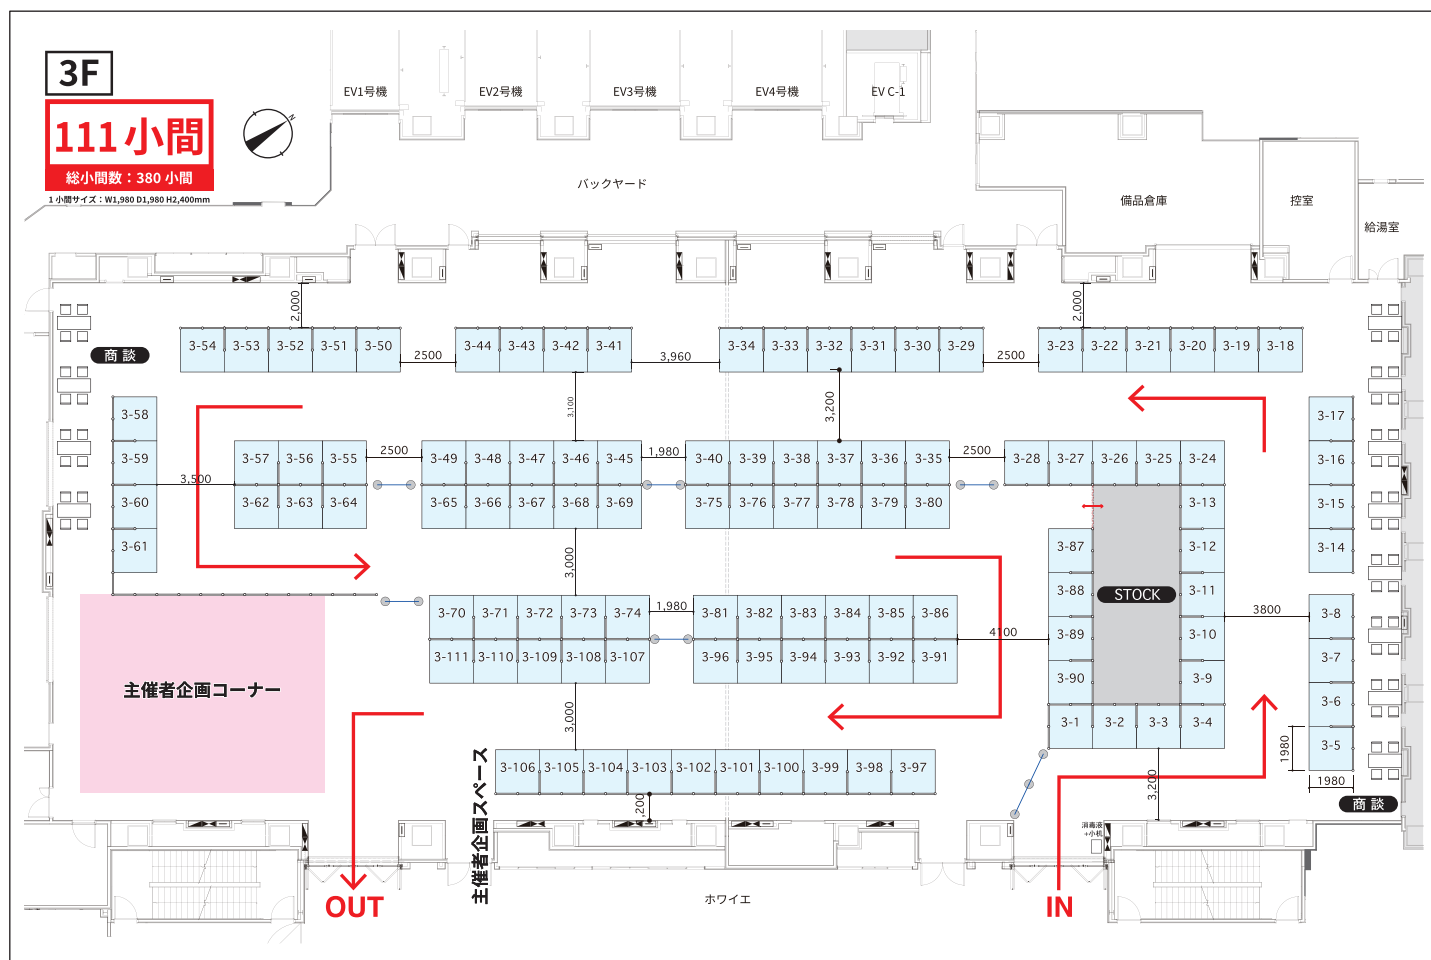 3F
111小間
総小間数：380 小間
1 小間サイズ：W1,980 D1,980 H2,400mm
N
EV1号機
EV2号機
EV3号機
EV4号機
EV C-1
バックヤード
備品倉庫
控室
給湯室
2,000
2,000
商 談
3-54 3-53 3-52 3-51 3-50
2500
3-44 3-43 3-42 3-41
3,960
3-34 3-33 3-32 3-31 3-30 3-29
2500
3-23 3-22 3-21 3-20 3-19 3-18
3,100
3,200
3-58
3-59
3-60
3-61
3,500
3-57 3-56 3-55
3-62 3-63 3-64
2500
3-49 3-48 3-47 3-46 3-45
3-65 3-66 3-67 3-68 3-69
1,980
3-40 3-39 3-38 3-37 3-36 3-35
3-75 3-76 3-77 3-78 3-79 3-80
2500
3-28 3-27 3-26 3-25 3-24
3-13
3-12
3-11
3-10
3-9
3-87
3-88
3-89
3-90
STOCK
3-1 3-2 3-3 3-4
3-17
3-16
3-15
3-14
3800
3-8
3-7
3-6
3-5
1980
1980
商 談
3,000
3-70 3-71 3-72 3-73 3-74
3-111 3-110 3-109 3-108 3-107
1,980
3-81 3-82 3-83 3-84 3-85 3-86
3-96 3-95 3-94 3-93 3-92 3-91
4100
主催者企画コーナー
3,000
3-106 3-105 3-104 3-103 3-102 3-101 3-100 3-99 3-98 3-97
,200
3,200
主催者企画スペース
消毒液
+小机
OUT
ホワイエ
IN